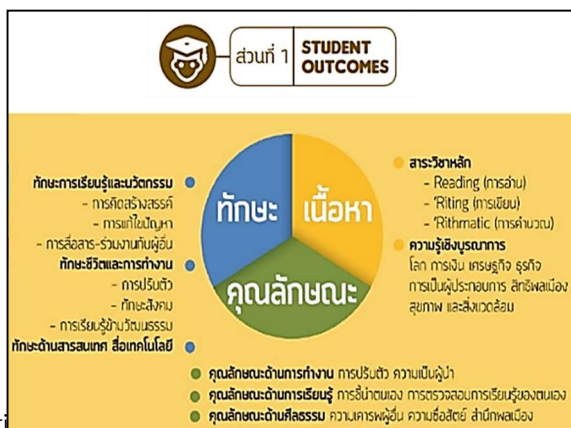 ส่วนที่ 1
STUDENT
OUTCOMES
ทักษะการเรียนรู้และนวัตกรรม
- การคิดสร้างสรรค์
- การแก้ไขปัญหา
- การสื่อสาร-ร่วมงานกับผู้อื่น
ทักษะชีวิตและการทำงาน
- การปรับตัว
- ทักษะสังคม
- การเรียนรู้ข้ามวัฒนธรรม
ทักษะด้านสารสนเทศ สื่อเทคโนโลยี
ทักษะ
เนื้อหา
คุณลักษณะ
สาระวิชาหลัก
- Reading (การอ่าน)
- 'Riting (การเขียน)
- 'Rithmatic (การคำนวณ)
ความรู้เชิงบูรณาการ
โลก การเงิน เศรษฐกิจ ธุรกิจ
การเป็นผู้ประกอบการ สิทธิพลเมือง
สุขภาพ และสิ่งแวดล้อม
คุณลักษณะด้านการทำงาน การปรับตัว ความเป็นผู้นำ
คุณลักษณะด้านการเรียนรู้ การชี้นำตนเอง การตรวจสอบการเรียนรู้ของตนเอง
คุณลักษณะด้านศีลธรรม ความเคารพผู้อื่น ความซื่อสัตย์ สำนึกพลเมือง